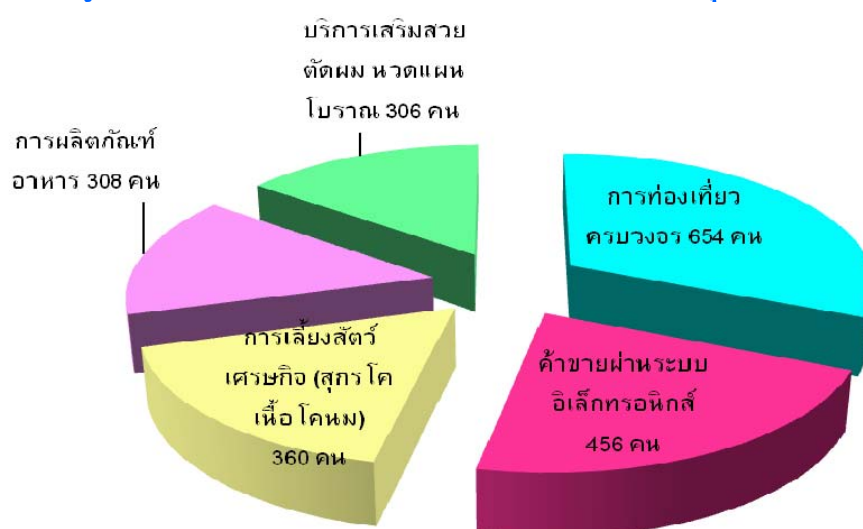 บริการเสริมสวย
ตัดผม นวดแผน
โบราณ 306 คน
การผลิตภัณฑ์
อาหาร 308 คน
การท่องเที่ยว
ครบวงจร 654 คน
การเลี้ยงสัตว์
เศรษฐกิจ (สุกร โค
เนื้อ โคนม)
360 คน
ค้าขายผ่านระบบ
อิเล็กทรอนิกส์
456 คน